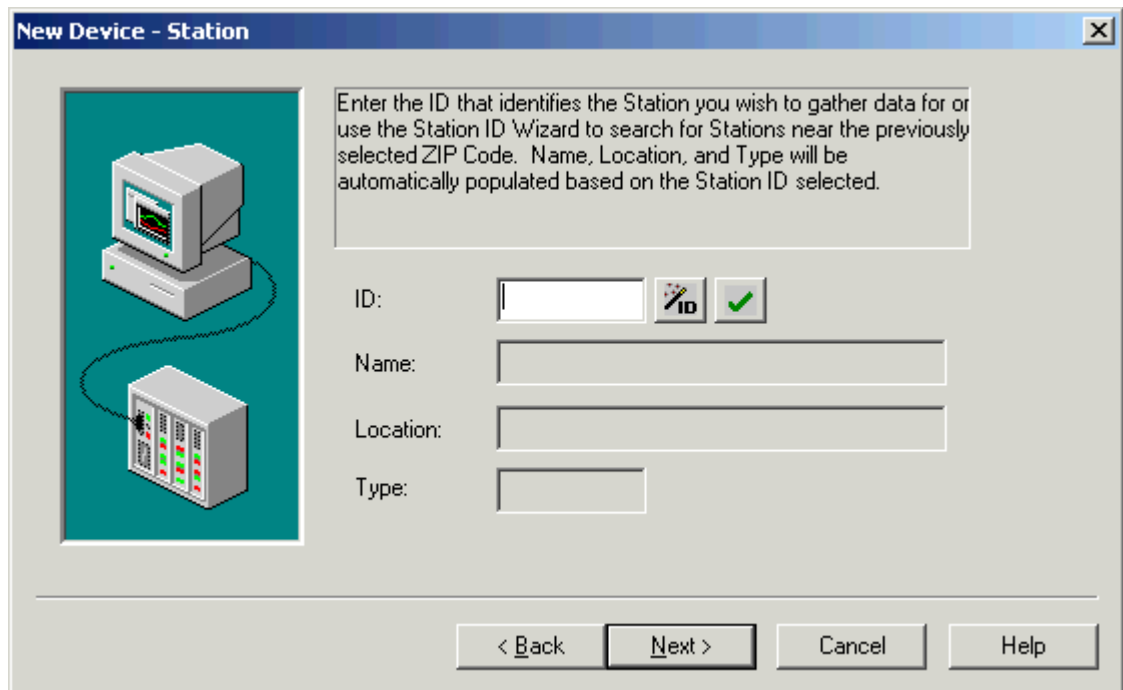 New Device - Station
Enter the ID that identifies the Station you wish to gather data for or
use the Station ID Wizard to search for Stations near the previously
selected ZIP Code. Name, Location, and Type will be
automatically populated based on the Station ID selected.
ID:
ID
Name:
Location:
Type:
< Back
Next >
Cancel
Help